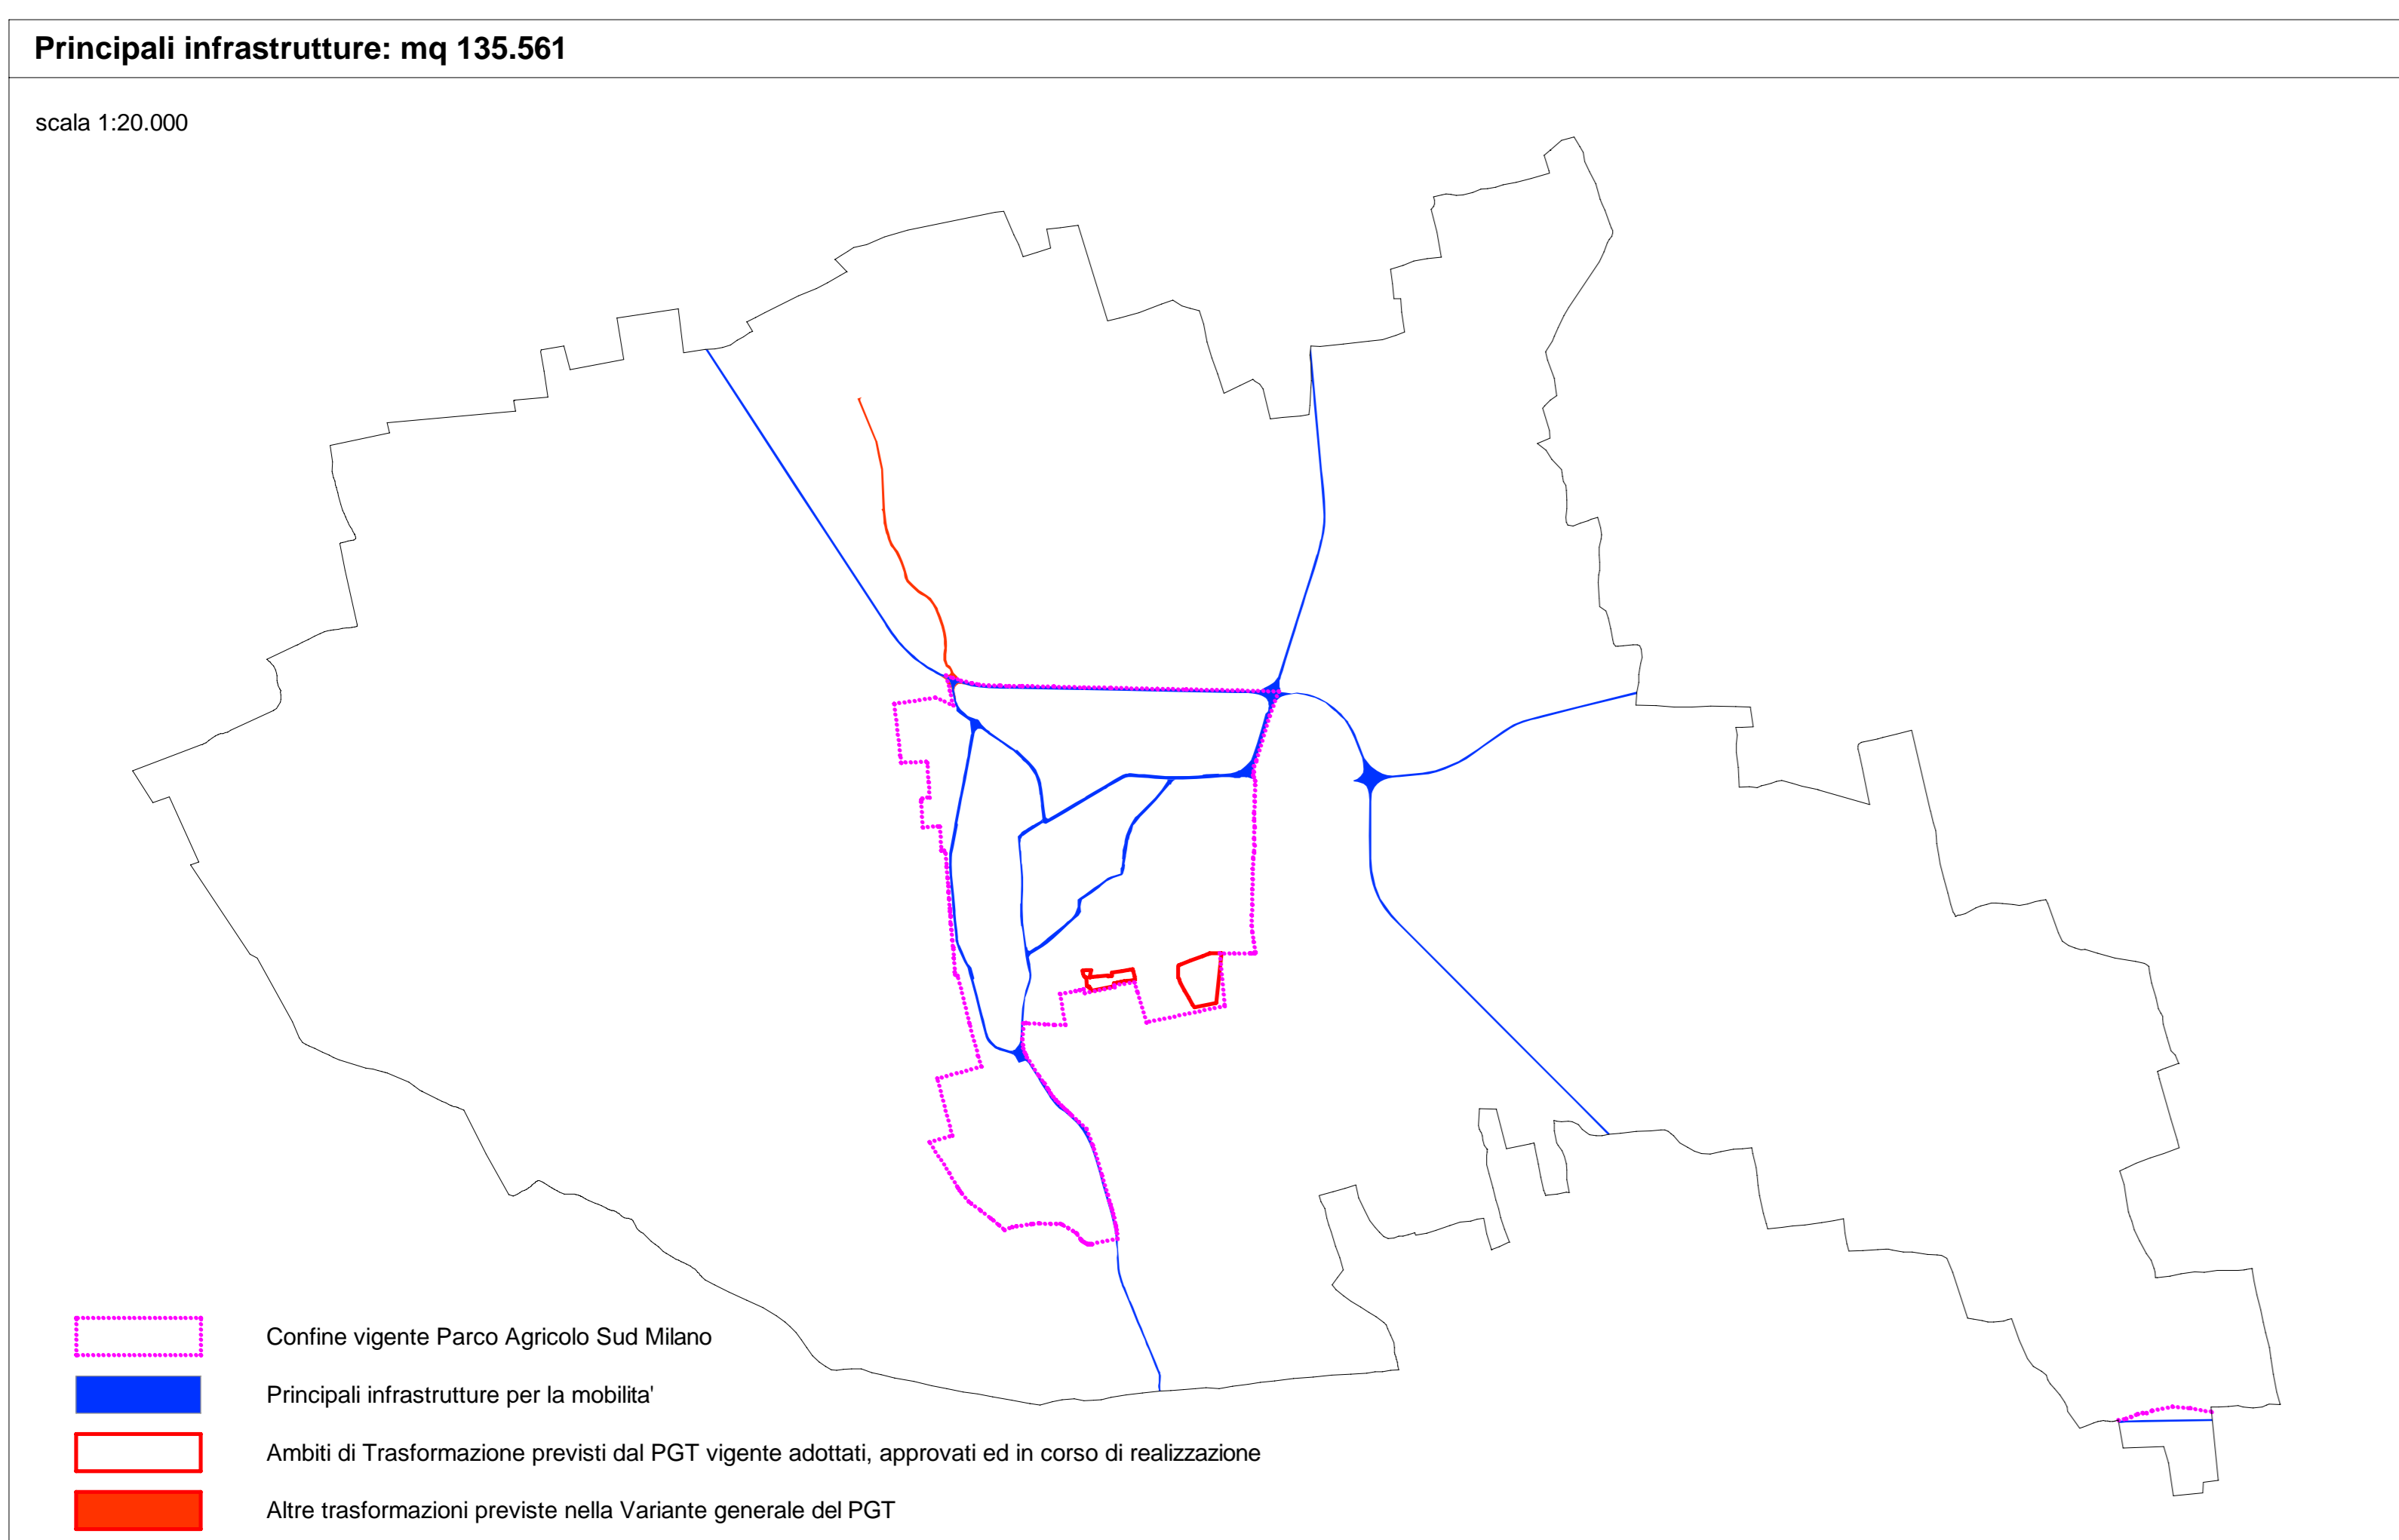 Principali infrastrutture: mq 135.561
scala 1:20.000
Confine vigente Parco Agricolo Sud Milano
Principali infrastrutture per la mobilita'
Ambiti di Trasformazione previsti dal PGT vigente adottati, approvati ed in corso di realizzazione
Altre trasformazioni previste nella Variante generale del PGT